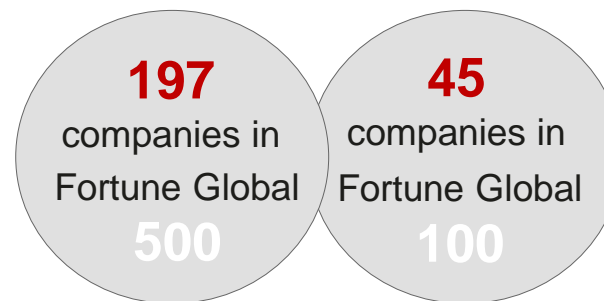 197
companies in
Fortune Global
500
45
companies in
Fortune Global
100